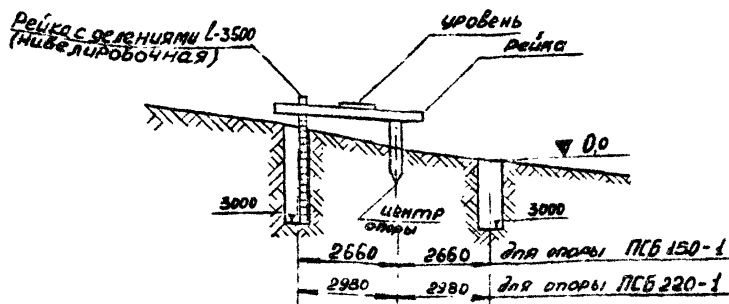 Рейка с делениями l-3500
(нивелировочная)
уровень
рейка
0,0
3000
центр
опоры
3000
2660 2660 для опоры ПСБ 150-1
2980 2980 для опоры ПСБ 220-1